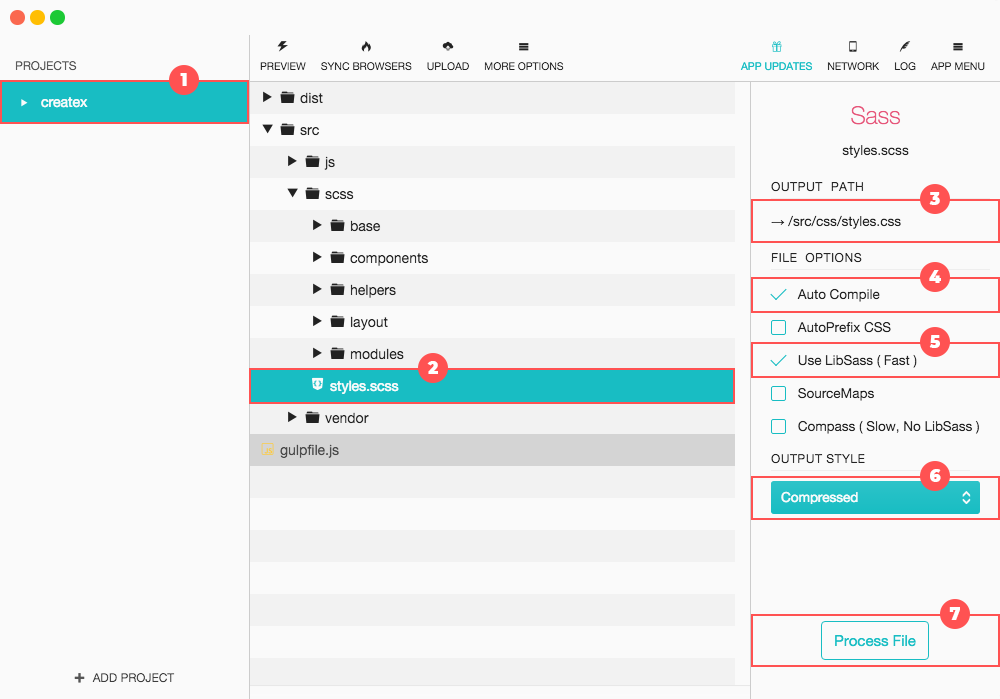 PREVIEW SYNC BROWSERS UPLOAD MORE OPTIONS APP UPDATES NETWORK LOG APP MENU
PROJECTS
1
createx
+ ADD PROJECT
dist
src
js
scss
base
components
helpers
layout
modules
2
styles.scss
vendor
gulpfile.js
Sass
styles.scss
OUTPUT PATH
3
→ /src/css/styles.css
FILE OPTIONS
4
Auto Compile
AutoPrefix CSS
5
Use LibSass ( Fast )
SourceMaps
Compass ( Slow, No LibSass )
OUTPUT STYLE
6
Compressed
7
Process File